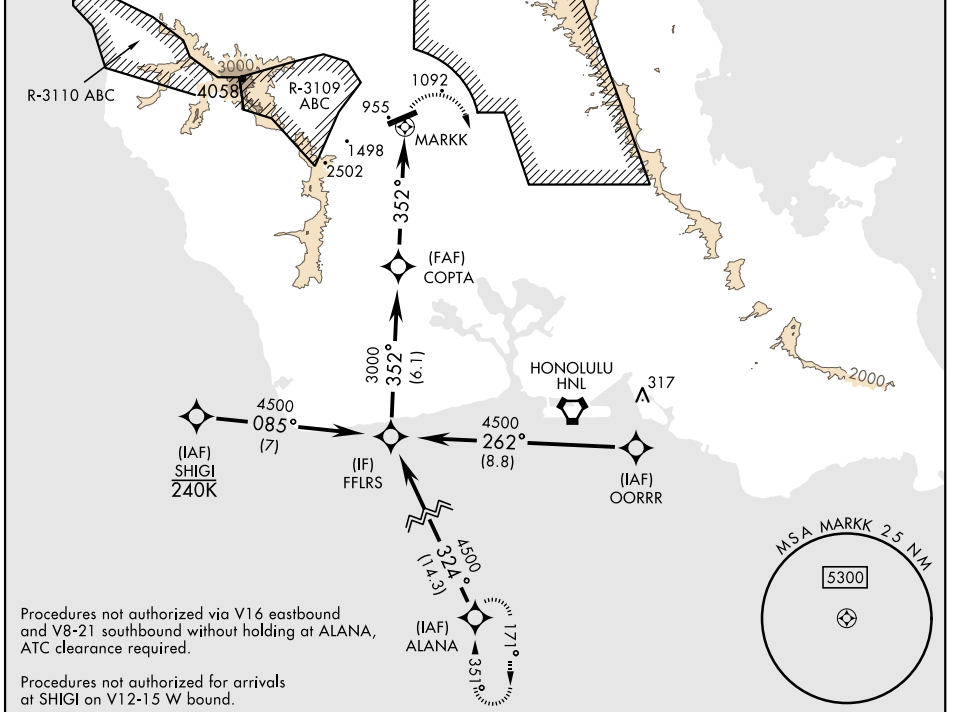 3000
4058
R-3110 ABC
R-3109
ABC
1092
955
MARKK
1498
2502
352°
(FAF)
COPTA
3000
352°
(6.1)
HONOLULU
HNL
317
2000
4500
085°
(7)
(IAF)
SHIGI
240K
(IF)
FFLRS
4500
262°
(8.8)
(IAF)
OORRR
4500
324°
(14.3)
(IAF)
ALANA
171°
351°
MSA MARKK 25 NM
5300
Procedures not authorized via V16 eastbound
and V8-21 southbound without holding at ALANA,
ATC clearance required.
Procedures not authorized for arrivals
at SHIGI on V12-15 W bound.